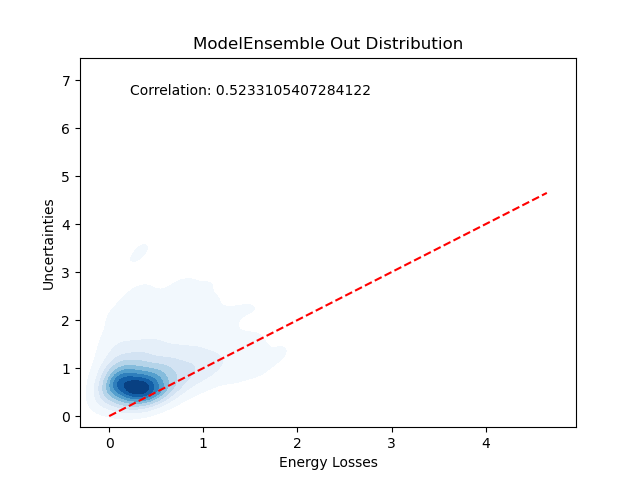 ModelEnsemble Out Distribution
Correlation: 0.5233105407284122
Uncertainties
7
6
5
4
3
2
1
0
0 1 2 3 4
Energy Losses